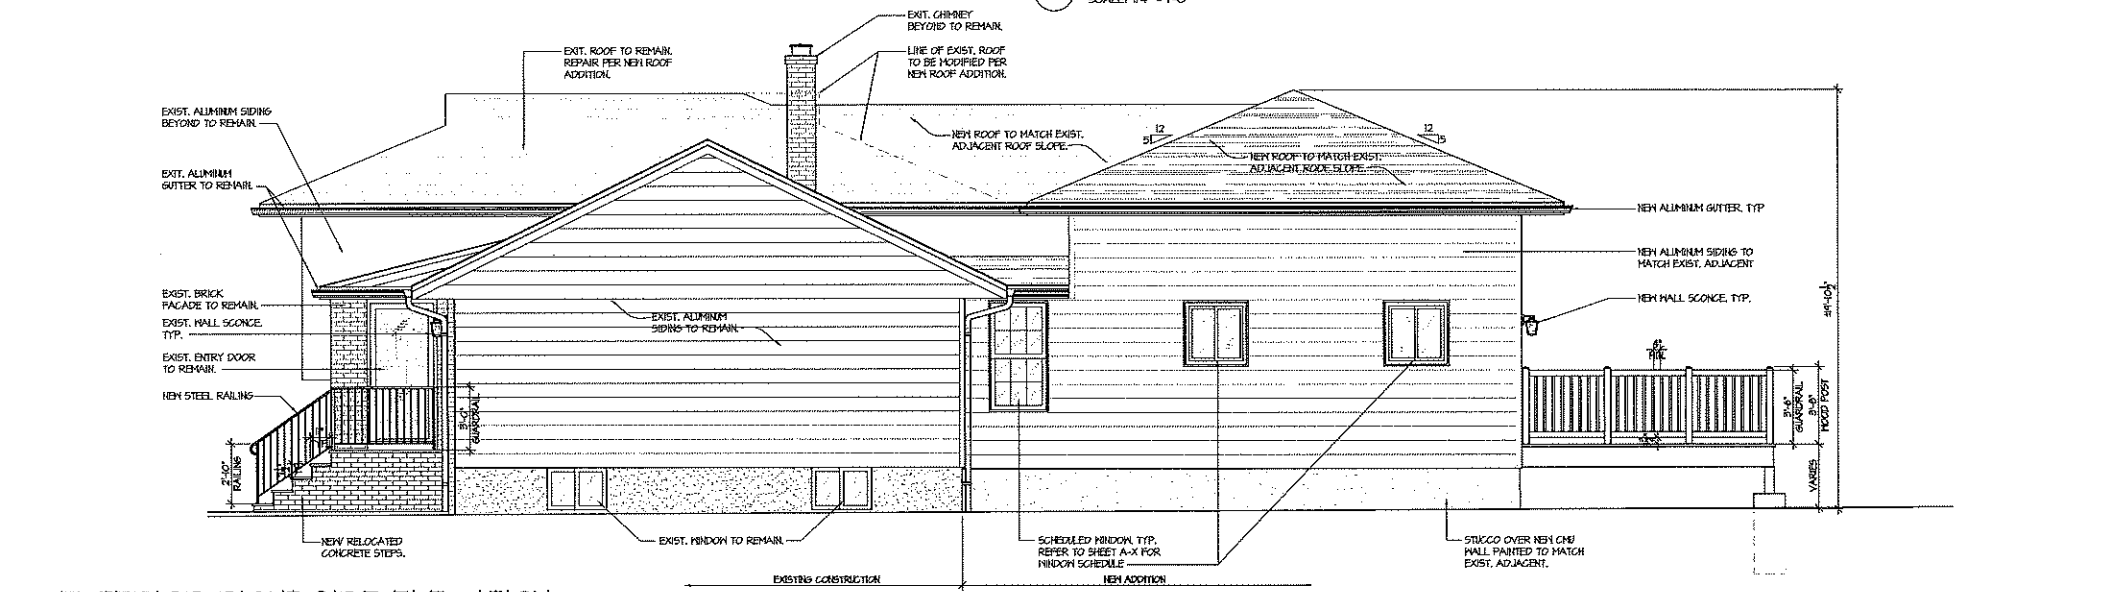 EXIT. CHIMNEY
BEYOND TO REMAIN.
EXIT. ROOF TO REMAIN.
REPAIR PER NEW ROOF
ADDITION.
LINE OF EXIST. ROOF
TO BE MODIFIED PER
NEW ROOF ADDITION.
EXIST. ALUMINUM SIDING
BEYOND TO REMAIN.
NEW ROOF TO MATCH EXIST.
ADJACENT ROOF SLOPE.
12
5
12
5
NEW ROOF TO MATCH EXIST.
ADJACENT ROOF SLOPE.
EXIT. ALUMINUM
GUTTER TO REMAIN.
NEW ALUMINUM GUTTER, TYP
NEW ALUMINUM SIDING TO
MATCH EXIST. ADJACENT
EXIST. BRICK
FACADE TO REMAIN.
NEW WALL SCONCE, TYP.
±19'-10½"
EXIST. WALL SCONCE,
TYP.
EXIST. ALUMINUM
SIDING TO REMAIN.
EXIST. ENTRY DOOR
TO REMAIN.
NEW STEEL RAILING
3'-0"
GUARDRAIL
3'-8"
GUARDRAIL
3'-8"
WOOD POST
2'-10"
RAILING
VARIES
NEW/ RELOCATED
CONCRETE STEPS.
EXIST. WINDOW TO REMAIN.
SCHEDULED WINDOW, TYP.
REFER TO SHEET A-X FOR
WINDOW SCHEDULE
STUCCO OVER NEW CMU
WALL PAINTED TO MATCH
EXIST. ADJACENT.
EXISTING CONSTRUCTION
NEW ADDITION